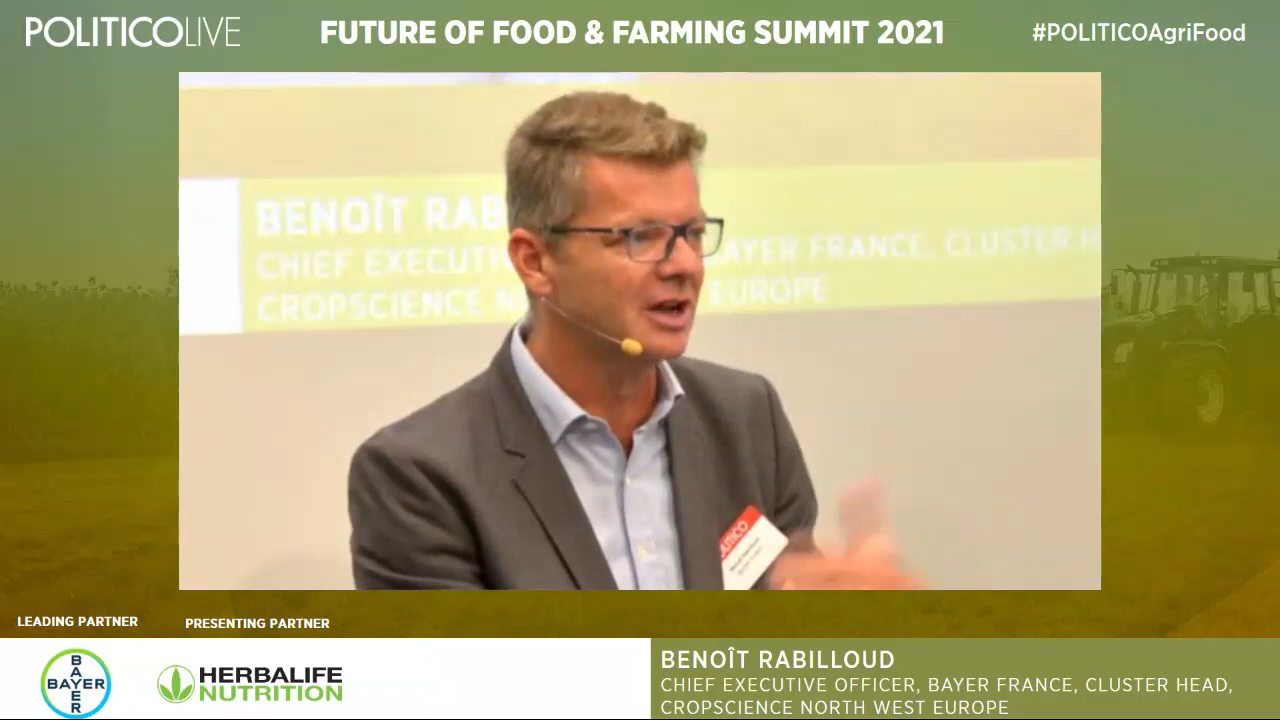 POLITICOLIVE
FUTURE OF FOOD & FARMING SUMMIT 2021
#POLITICOAgriFood
BENOÎT RAB
CHIEF EXECUTI
BAYER FRANCE, CLUSTER H
CROPSCIENCE N
EUROPE
LEADING PARTNER
PRESENTING PARTNER
BAYER
BAYER
HERBALIFE
NUTRITION
BENOÎT RABILLOUD
CHIEF EXECUTIVE OFFICER, BAYER FRANCE, CLUSTER HEAD,
CROPSCIENCE NORTH WEST EUROPE